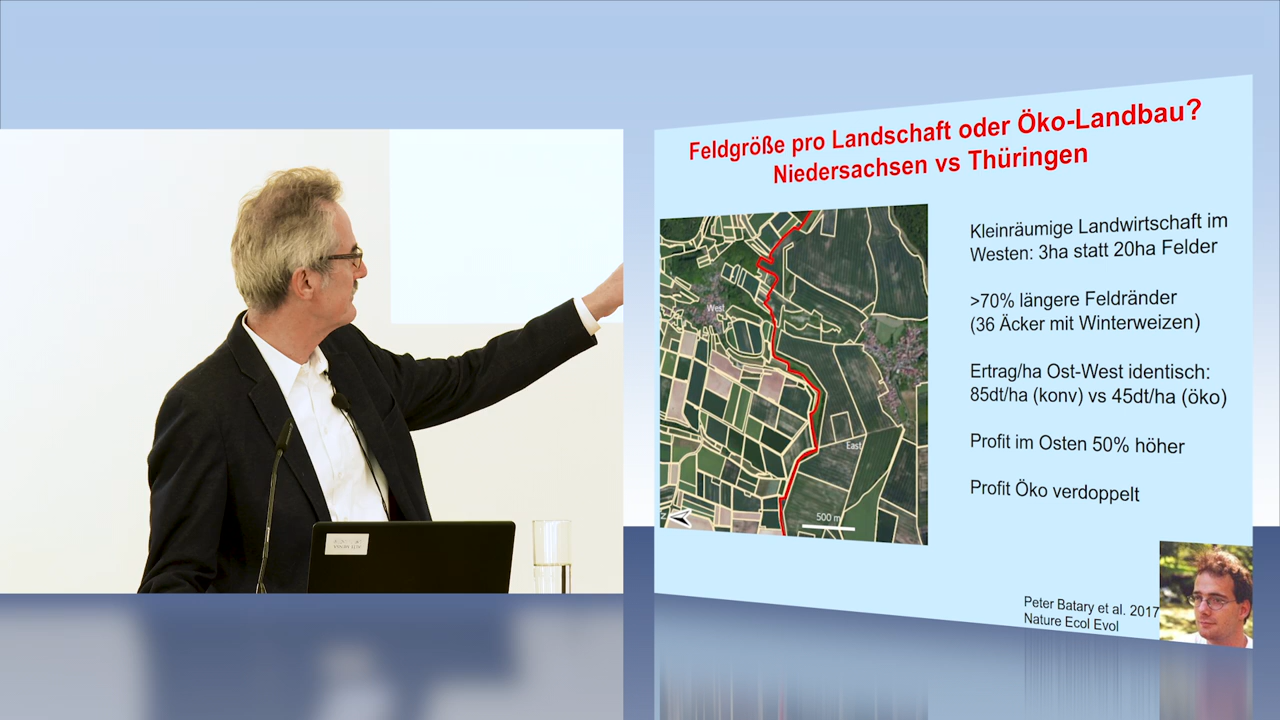 Feldgröße pro Landschaft oder Öko-Landbau?
Niedersachsen vs Thüringen
West
East
500 m
Kleinräumige Landwirtschaft im
Westen: 3ha statt 20ha Felder
>70% längere Feldränder
(36 Äcker mit Winterweizen)
Ertrag/ha Ost-West identisch:
85dt/ha (konv) vs 45dt/ha (öko)
Profit im Osten 50% höher
Profit Öko verdoppelt
Peter Batary et al. 2017
Nature Ecol Evol